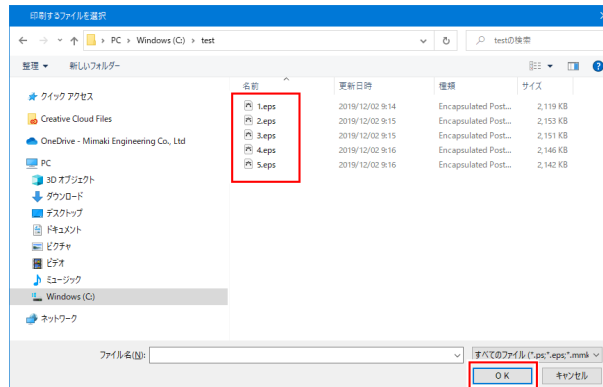 印刷するファイルを選択
PC > Windows (C:) > test
testの検索
整理 新しいフォルダー
名前 更新日時 種類 サイズ
クイック アクセス
Creative Cloud Files
OneDrive - Mimaki Engineering Co., Ltd
PC
3D オブジェクト
ダウンロード
デスクトップ
ドキュメント
ピクチャ
ビデオ
ミュージック
Windows (C:)
ネットワーク
1.eps 2019/12/02 9:14 Encapsulated Post... 2,119 KB
2.eps 2019/12/02 9:15 Encapsulated Post... 2,153 KB
3.eps 2019/12/02 9:15 Encapsulated Post... 2,151 KB
4.eps 2019/12/02 9:16 Encapsulated Post... 2,146 KB
5.eps 2019/12/02 9:16 Encapsulated Post... 2,142 KB
ファイル名(N):
すべてのファイル (*.ps;*.eps;*.mmk
OK キャンセル